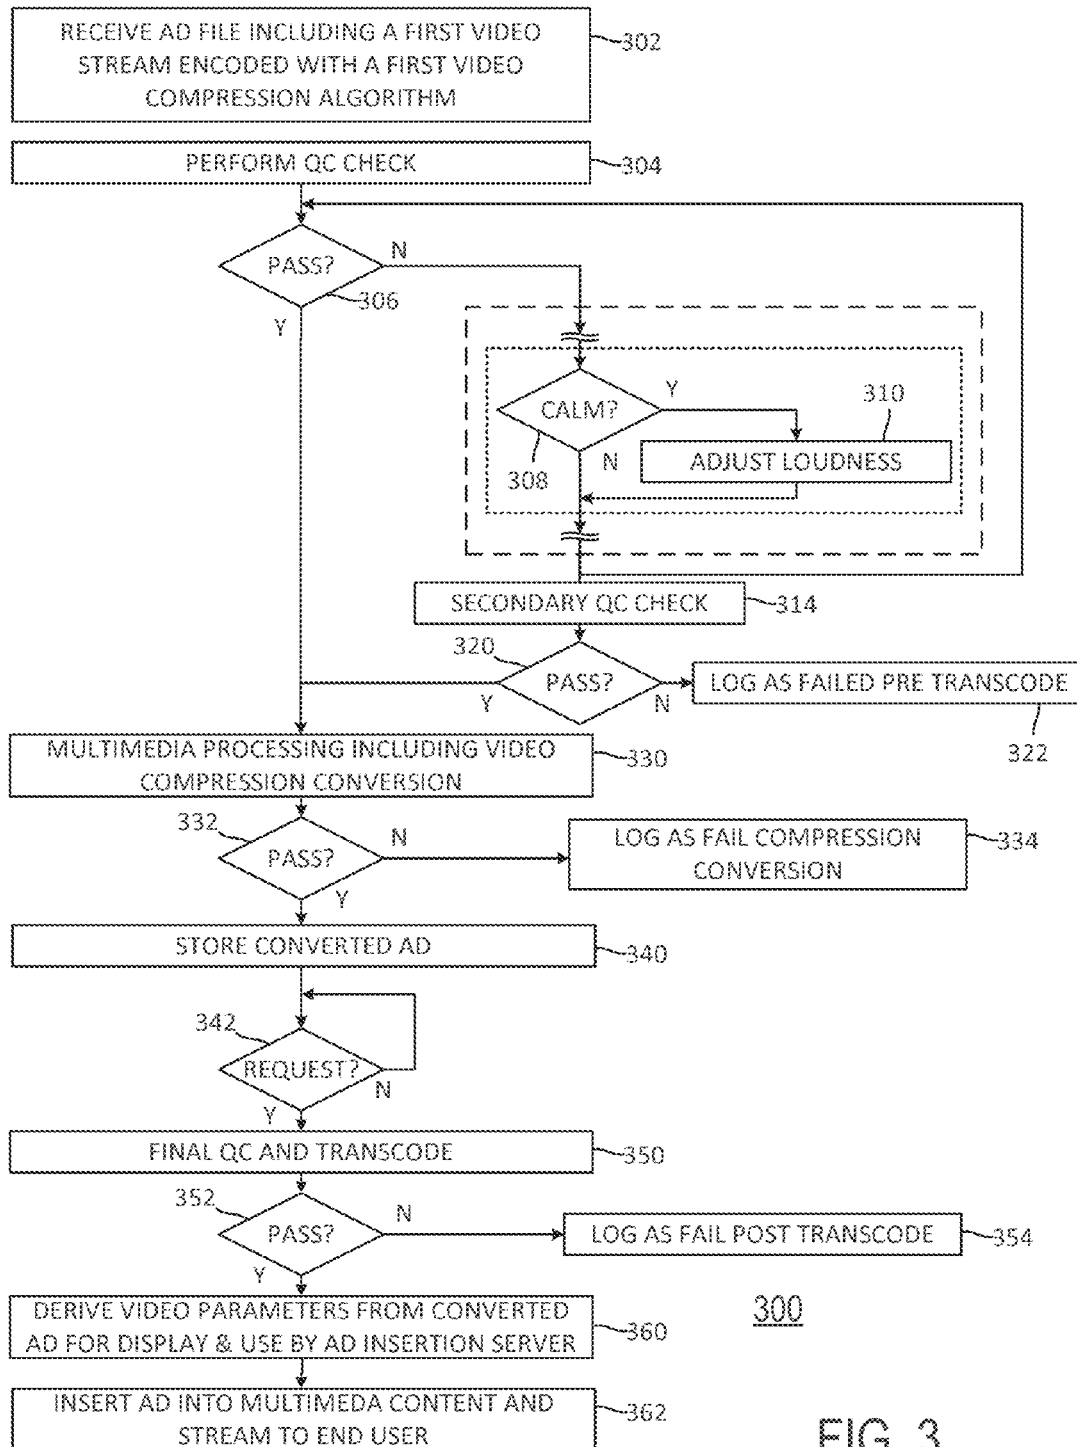 RECEIVE AD FILE INCLUDING A FIRST VIDEO
STREAM ENCODED WITH A FIRST VIDEO
COMPRESSION ALGORITHM
302
PERFORM QC CHECK
304
PASS?
N
306
Y
CALM?
Y
310
308
N
ADJUST LOUDNESS
SECONDARY QC CHECK
314
320
PASS?
Y
N
LOG AS FAILED PRE TRANSCODE
322
MULTIMEDIA PROCESSING INCLUDING VIDEO
COMPRESSION CONVERSION
330
332
PASS?
N
Y
LOG AS FAIL COMPRESSION
CONVERSION
334
STORE CONVERTED AD
340
342
REQUEST?
N
Y
FINAL QC AND TRANSCODE
350
352
PASS?
N
Y
LOG AS FAIL POST TRANSCODE
354
DERIVE VIDEO PARAMETERS FROM CONVERTED
AD FOR DISPLAY & USE BY AD INSERTION SERVER
360
300
INSERT AD INTO MULTIMEDA CONTENT AND
STREAM TO END USER
362
FIG. 3